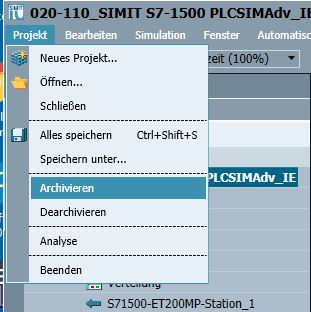 020-110_SIMIT S7-1500 PLCSIMAdv_IE
Projekt Bearbeiten Simulation Fenster Automatisc
Neues Projekt... zeit (100%)
Öffnen...
Schließen
Alles speichern Ctrl+Shift+S
Speichern unter...
Archivieren PLCSIMAdv_IE
Dearchivieren
Analyse
Beenden
Verteilung
S71500-ET200MP-Station_1